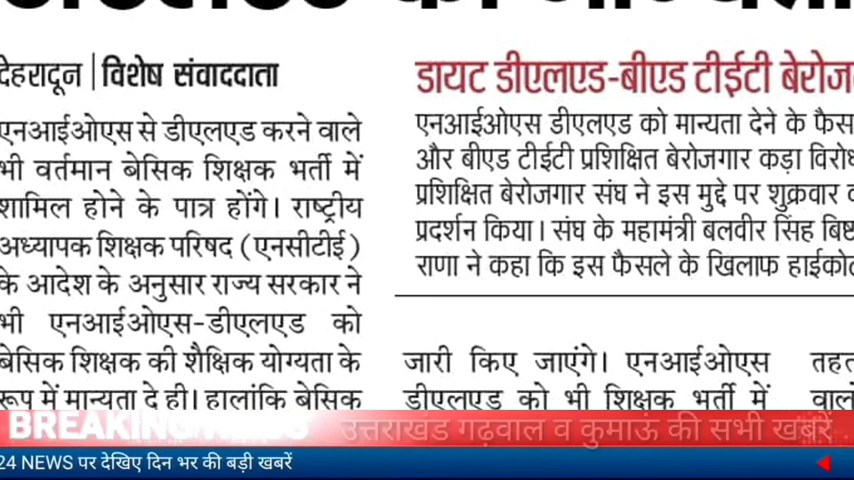 देहरादून | विशेष संवाददाता
एनआईओएस से डीएलएड करने वाले
भी वर्तमान बेसिक शिक्षक भर्ती में
शामिल होने के पात्र होंगे। राष्ट्रीय
अध्यापक शिक्षक परिषद (एनसीटीई)
के आदेश के अनुसार राज्य सरकार ने
भी एनआईओएस-डीएलएड को
बेसिक शिक्षक की शैक्षिक योग्यता के
रूप में मान्यता दे ही। हालांकि बेसिक
डायट डीएलएड-बीएड टीईटी
एनआईओएस डीएलएड को मान्यता देने के
और बीएड टीईटी प्रशिक्षित बेरोजगार कड़ा
प्रशिक्षित बेरोजगार संघ ने इस मुद्दे पर शुक्रवार
प्रदर्शन किया। संघ के महामंत्री बलवीर सिंह
राणा ने कहा कि इस फैसले के खिलाफ
जारी किए जाएंगे। एनआईओएस
डीएलएड को भी शिक्षक भर्ती में
BREAKING NEWS
उत्तराखंड गढ़वाल व कुमाऊं की सभी खबरें
24 NEWS पर देखिए दिन भर की बड़ी खबरें